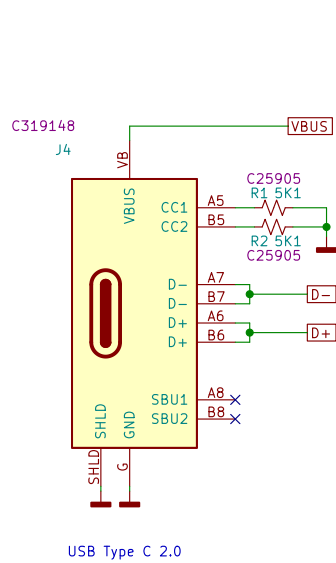 C319148
VBUS
J4
VB
VBUS
C25905
R1 5K1
CC1
A5
CC2
B5
R2 5K1
C25905
D-
A7
D-
B7
D-
D+
A6
D+
D+
B6
SBU1
A8
SBU2
B8
SHLD
GND
SHLD
G
USB Type C 2.0